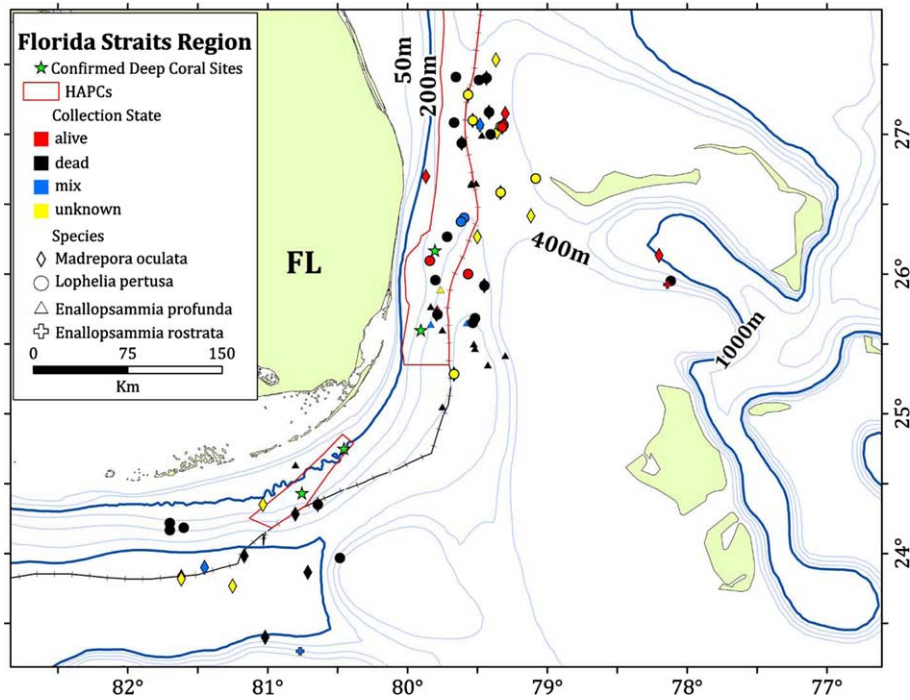 Florida Straits Region
Confirmed Deep Coral Sites
HAPCs
Collection State
alive
dead
mix
unknown
Species
Madrepora oculata
Lophelia pertusa
Enallopsammia profunda
Enallopsammia rostrata
0 75 150
Km
50m
200m
FL
400m
1000m
27°
26°
25°
24°
82 81 80 79 78 77